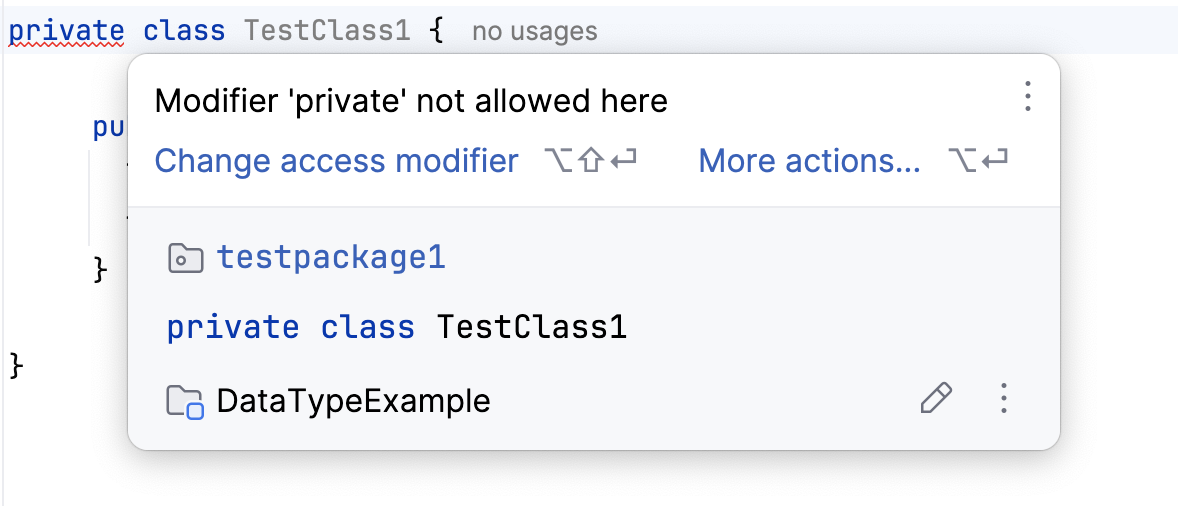 private class TestClass1 { no usages
Modifier 'private' not allowed here
pu
Change access modifier ⌥⇧↩ More actions... ⌥↩
testpackage1
}
private class TestClass1
}
DataTypeExample